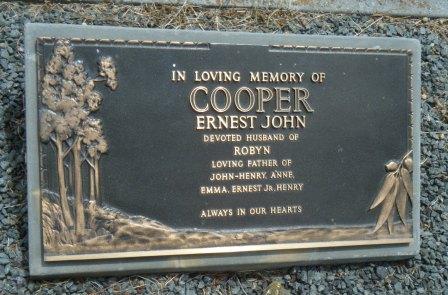 IN LOVING MEMORY OF
COOPER
ERNEST JOHN
DEVOTED HUSBAND OF
ROBYN
LOVING FATHER OF
JOHN-HENRY, ANNE,
EMMA, ERNEST JR, HENRY
ALWAYS IN OUR HEARTS